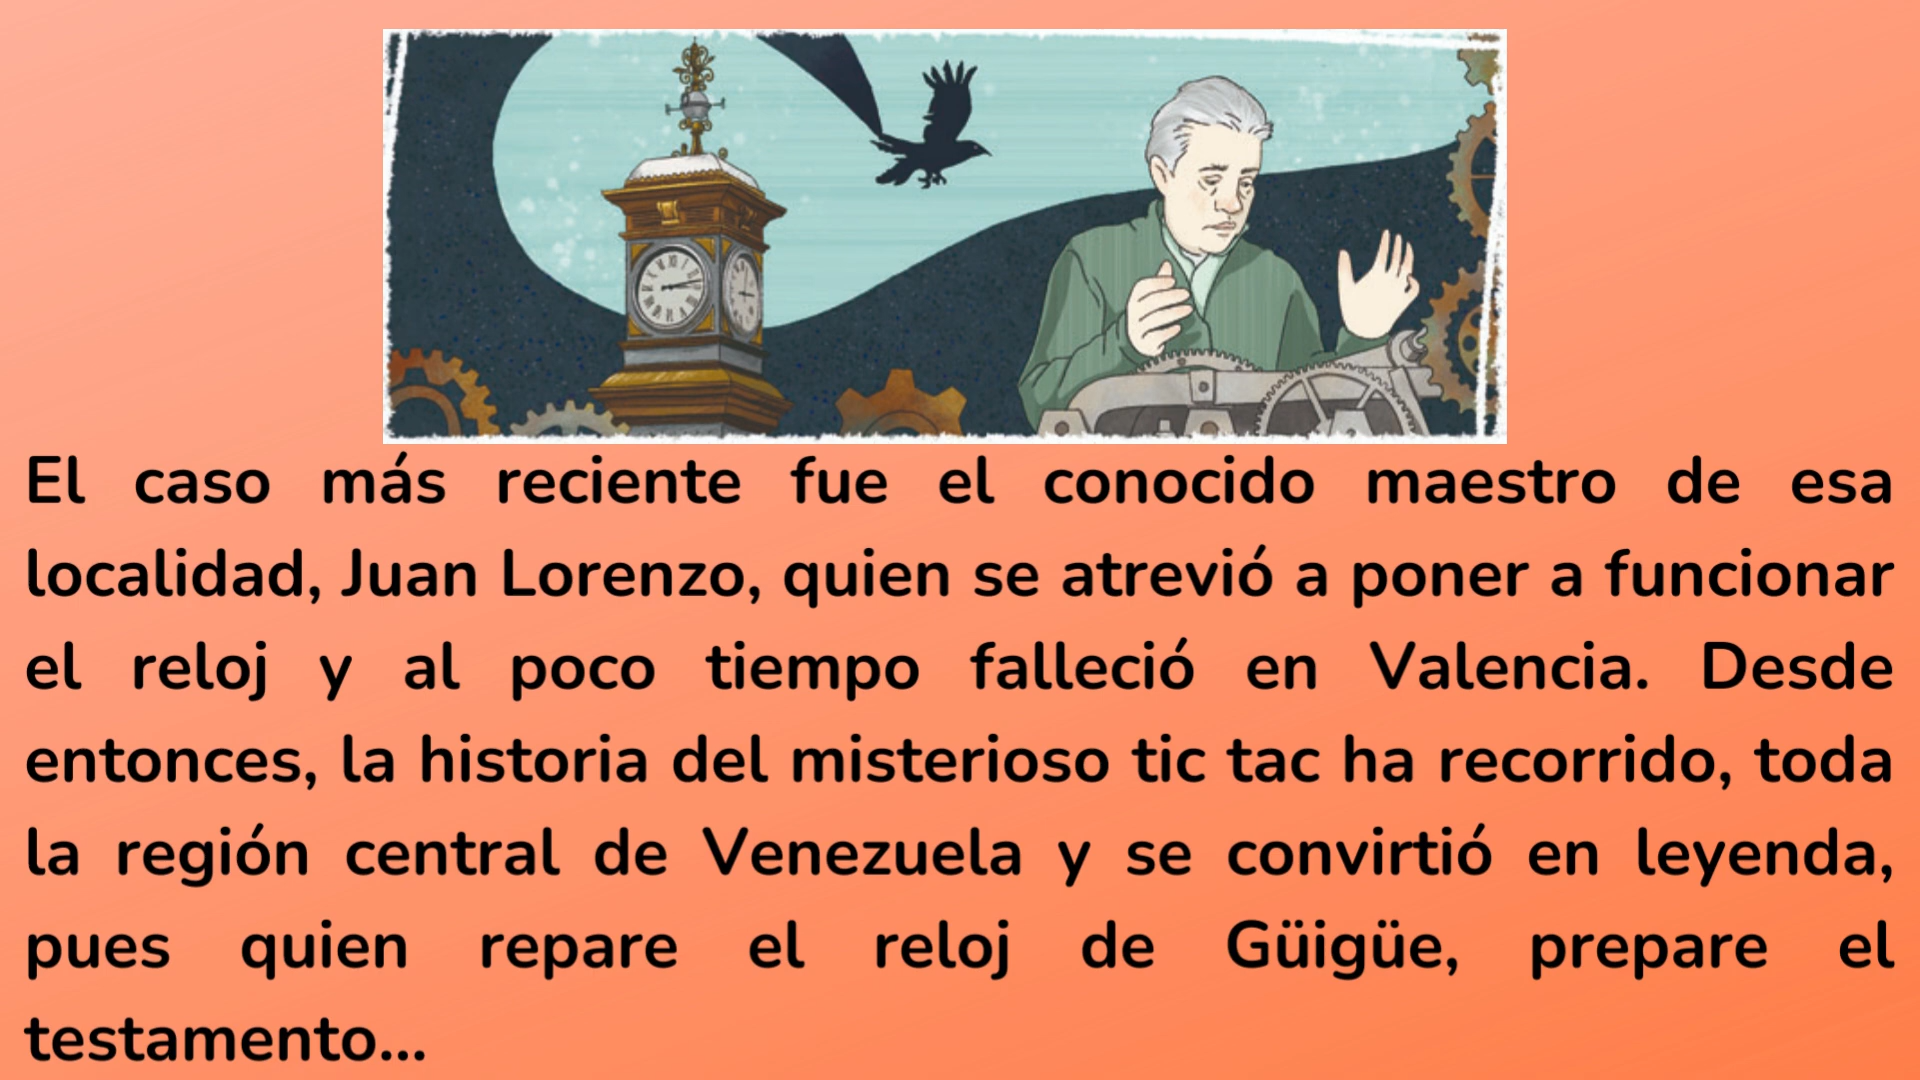 El caso más reciente fue el conocido maestro de esa
localidad, Juan Lorenzo, quien se atrevió a poner a funcionar
el reloj y al poco tiempo falleció en Valencia. Desde
entonces, la historia del misterioso tic tac ha recorrido, toda
la región central de Venezuela y se convirtió en leyenda,
pues quien repare el reloj de Güigüe, prepare el
testamento...